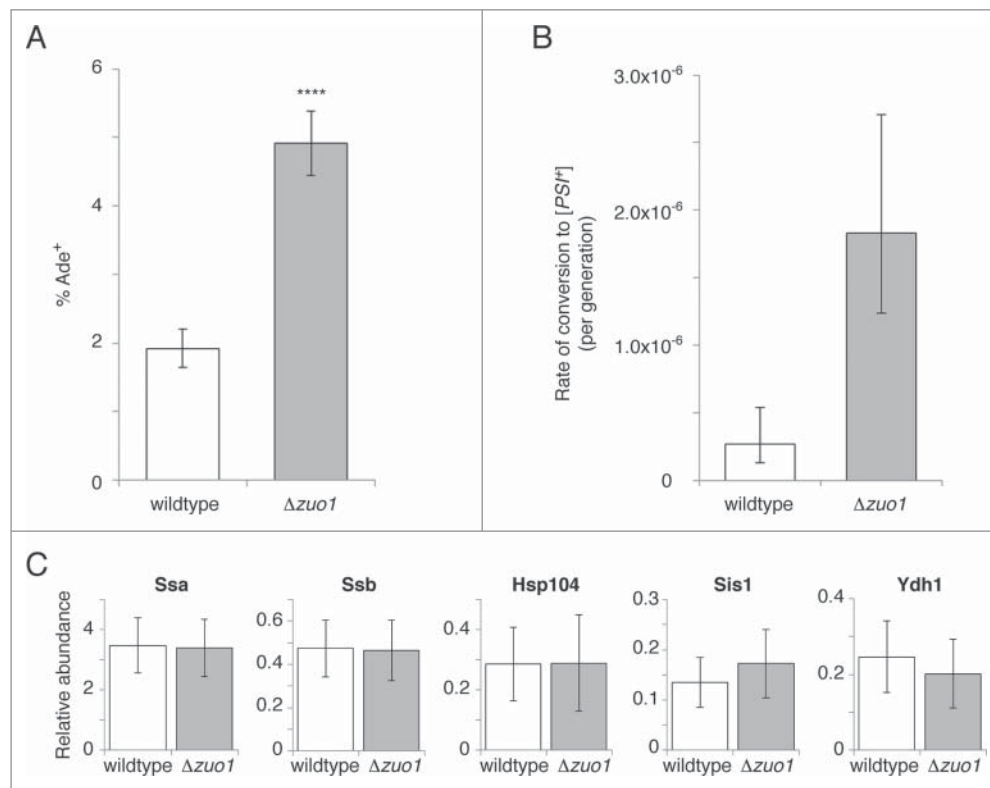 A
6
4
2
0
% Ade+
****
wildtype Δzuo1
B
3.0x10-6
2.0x10-6
1.0x10-6
0
Rate of conversion to [PSI+]
(per generation)
wildtype Δzuo1
C
Relative abundance
Ssa
4
2
0
wildtype Δzuo1
Ssb
0.6
0.4
0.2
0
wildtype Δzuo1
Hsp104
0.4
0.2
0
wildtype Δzuo1
Sis1
0.3
0.2
0.1
0
wildtype Δzuo1
Ydh1
0.4
0.2
0
wildtype Δzuo1